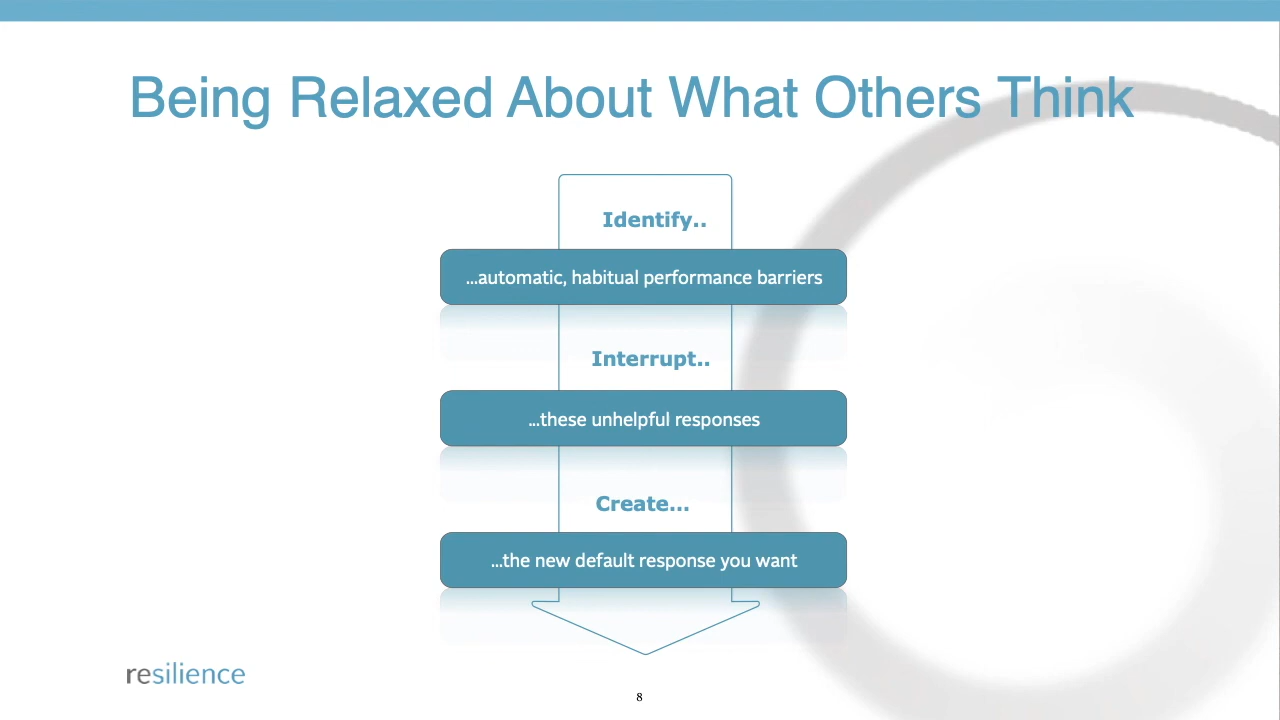 Being Relaxed About What Others Think
Identify..
...automatic, habitual performance barriers
Interrupt..
...these unhelpful responses
Create...
...the new default response you want
resilience
8